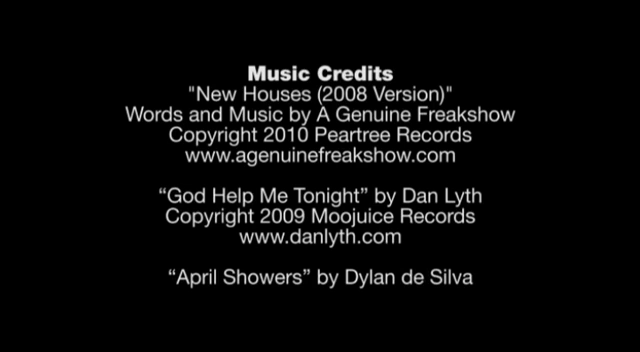 Music Credits
"New Houses (2008 Version)"
Words and Music by A Genuine Freakshow
Copyright 2010 Peartree Records
www.agenuinefreakshow.com
“God Help Me Tonight” by Dan Lyth
Copyright 2009 Moojuice Records
www.danlyth.com
“April Showers” by Dylan de Silva